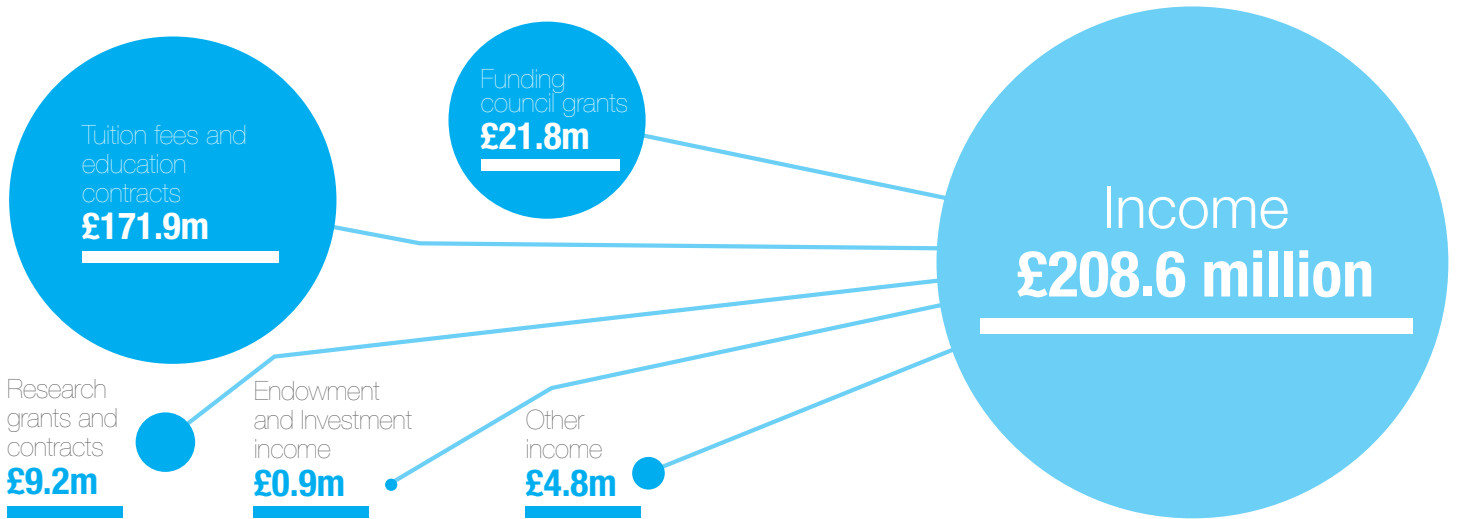 Tuition fees and
education
contracts
£171.9m
Funding
council grants
£21.8m
Income
£208.6 million
Research
grants and
contracts
£9.2m
Endowment
and Investment
income
£0.9m
Other
income
£4.8m